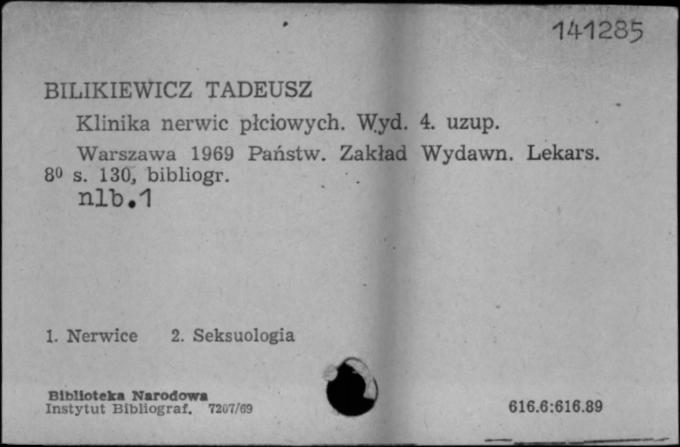 141285
BILIKIEWICZ TADEUSZ
Klinika nerwic płciowych. Wyd. 4. uzup.
Warszawa 1969 Państw. Zakład Wydawn. Lekars.
8⁰ s. 130, bibliogr.
nlb.1
1. Nerwice 2. Seksuologia
Biblioteka Narodowa
Instytut Bibliograf. 7207/69
616.6:616.89